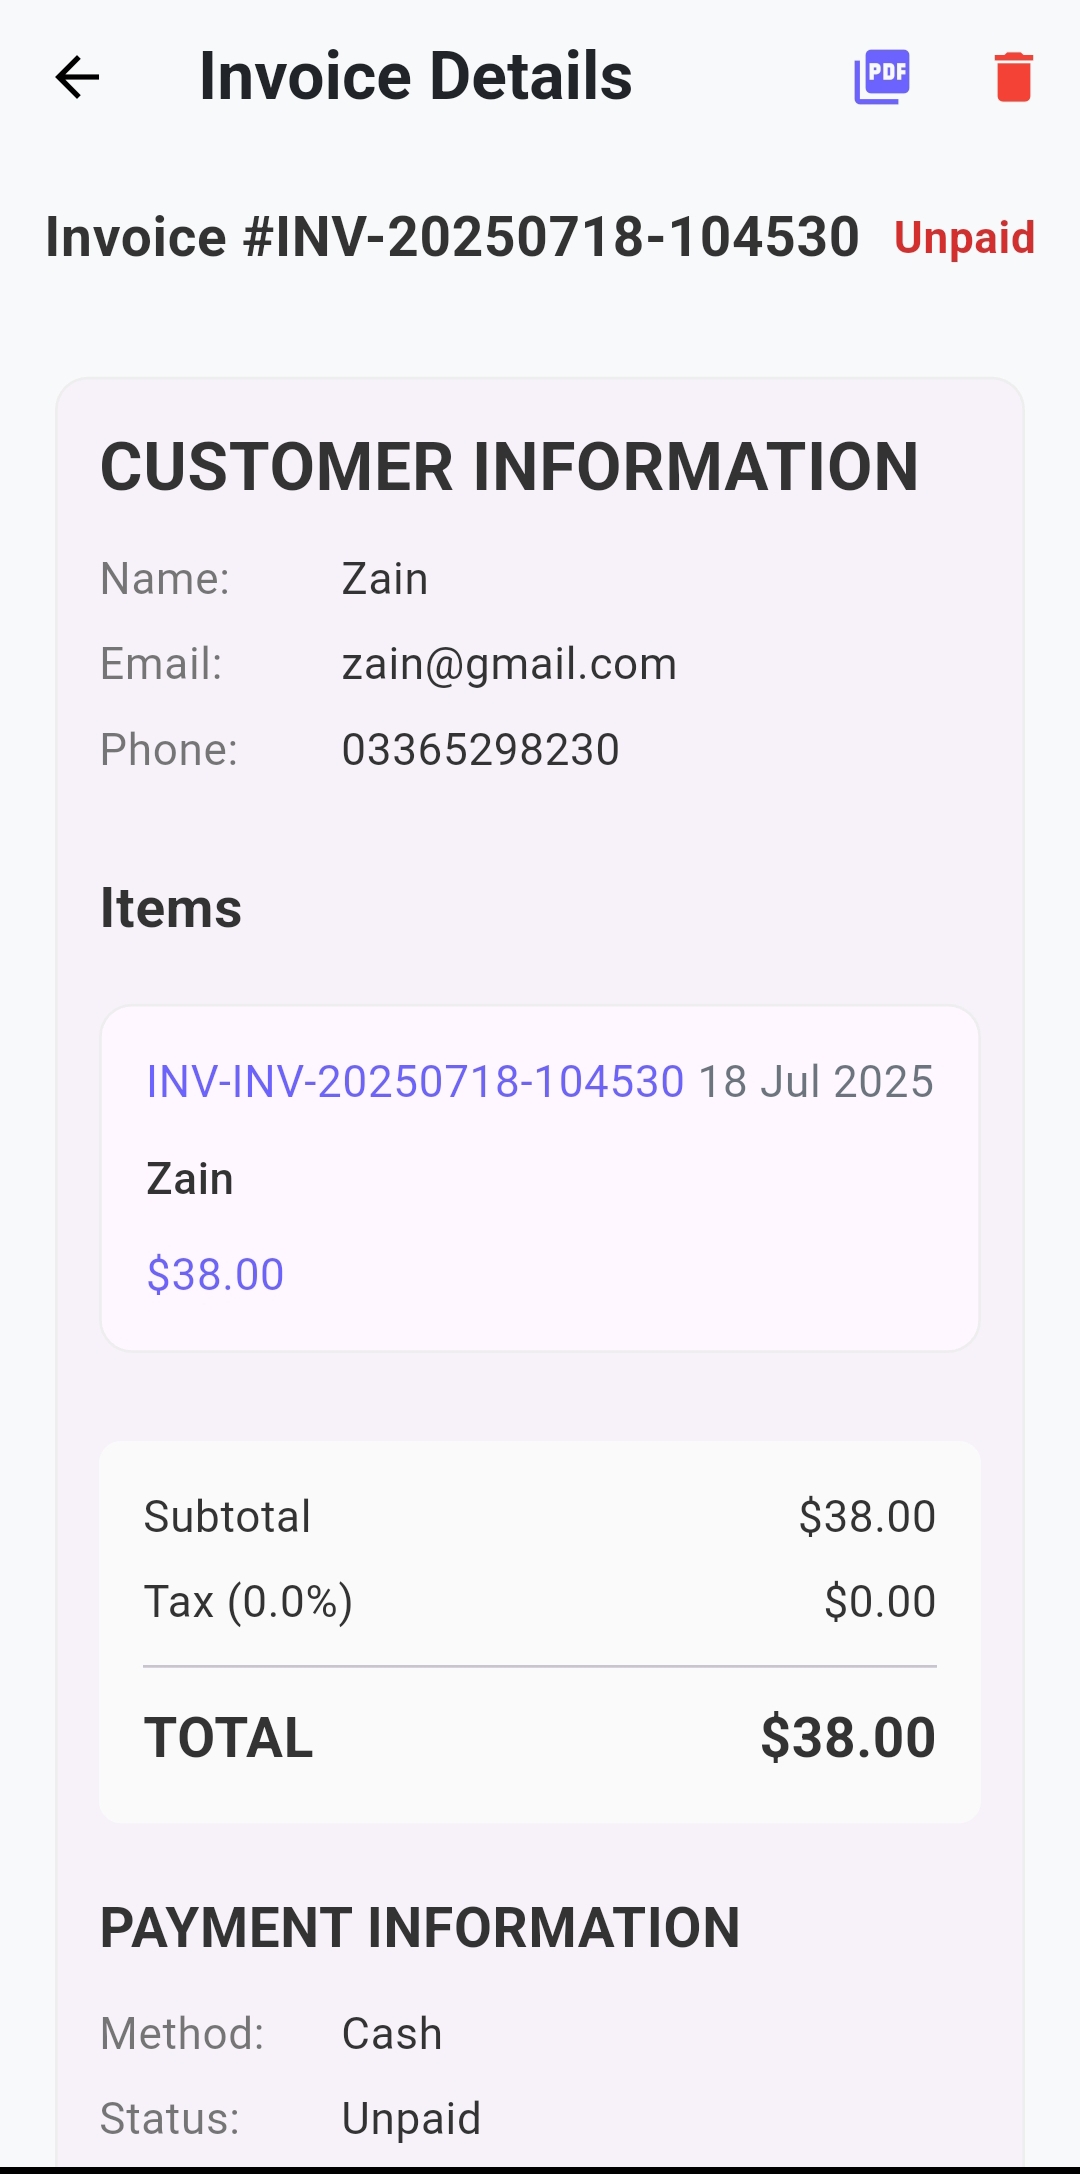 Invoice Details
PDF
Invoice #INV-20250718-104530 Unpaid
CUSTOMER INFORMATION
Name: Zain
Email: zain@gmail.com
Phone: 03365298230
Items
INV-INV-20250718-104530 18 Jul 2025
Zain
$38.00
Subtotal $38.00
Tax (0.0%) $0.00
TOTAL $38.00
PAYMENT INFORMATION
Method: Cash
Status: Unpaid